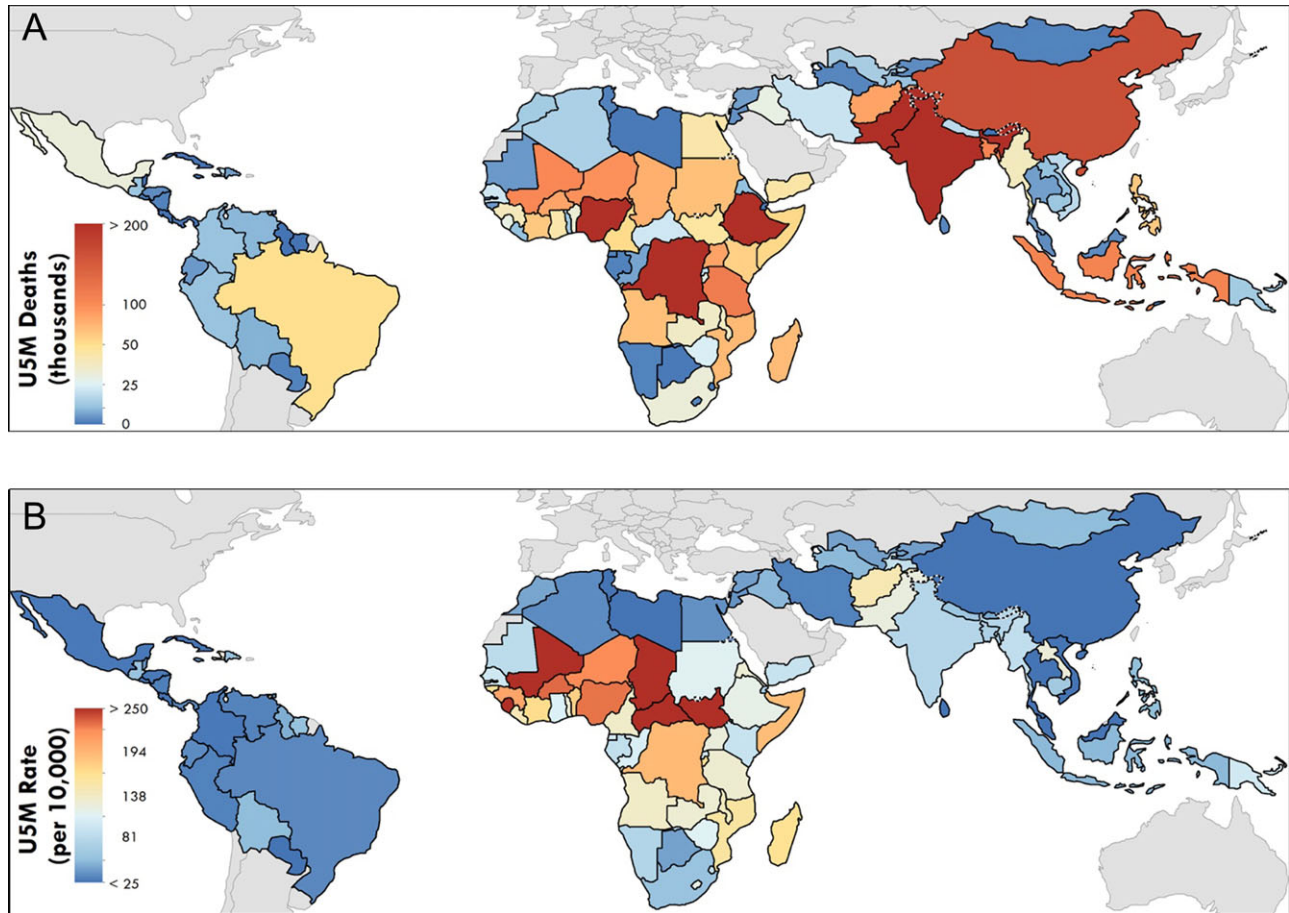 A
U5M Deaths
(thousands)
> 200
100
50
25
0
B
U5M Rate
(per 10,000)
> 250
194
138
81
< 25